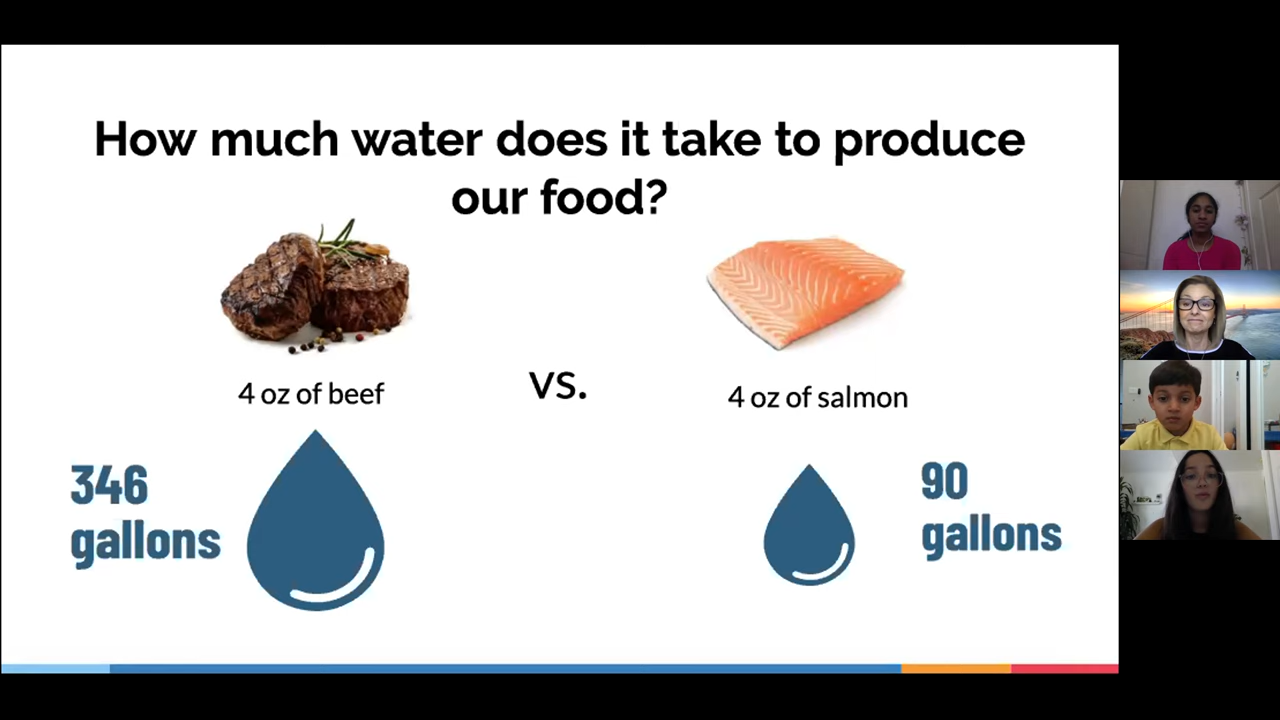 How much water does it take to produce
our food?
4 oz of beef
vs.
4 oz of salmon
346
gallons
90
gallons